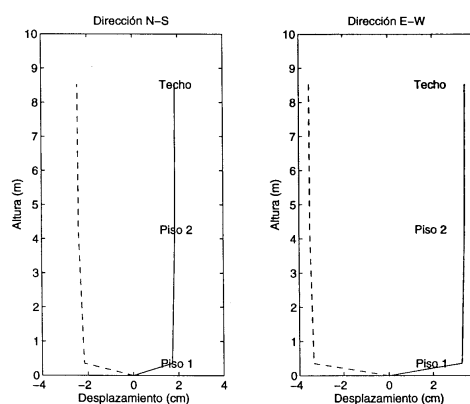 Dirección N−S
10
9
8
7
6
5
4
3
2
1
0
Altura (m)
Techo
Piso 2
Piso 1
−4 −2 0 2 4
Desplazamiento (cm)
Dirección E−W
10
9
8
7
6
5
4
3
2
1
0
Altura (m)
Techo
Piso 2
Piso 1
−4 −2 0 2 4
Desplazamiento (cm)